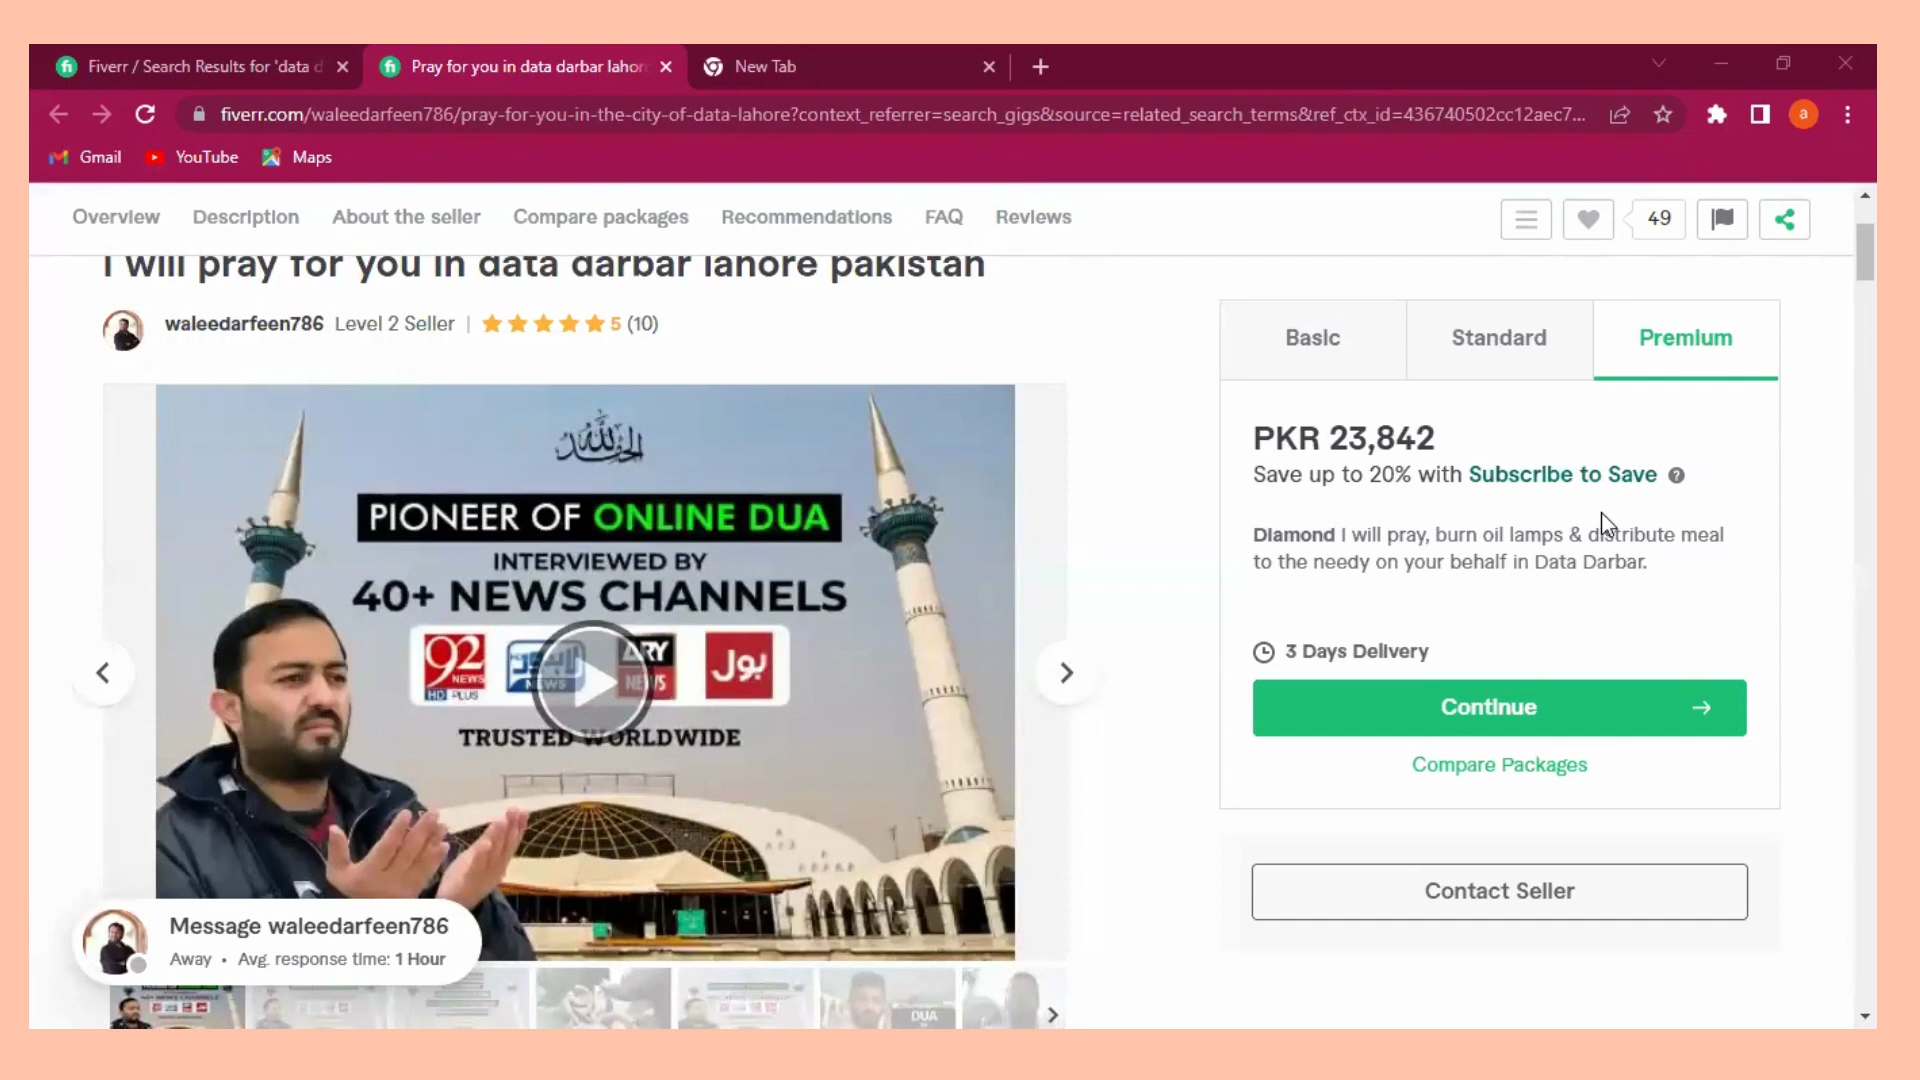 Fiverr / Search Results for 'data d
Pray for you in data darbar lahor
New Tab
fiverr.com/waleedarfeen786/pray-for-you-in-the-city-of-data-lahore?context_referrer=search_gigs&source=related_search_terms&ref_ctx_id=436740502cc12aec7...
a
Gmail
YouTube
Maps
Overview
Description
About the seller
Compare packages
Recommendations
FAQ
Reviews
49
I will pray for you in data darbar lahore pakistan
waleedarfeen786 Level 2 Seller | 5 (10)
Basic
Standard
Premium
PKR 23,842
Save up to 20% with Subscribe to Save
Diamond I will pray, burn oil lamps & distribute meal
to the needy on your behalf in Data Darbar.
3 Days Delivery
Continue
Compare Packages
Contact Seller
PIONEER OF ONLINE DUA
INTERVIEWED BY
40+ NEWS CHANNELS
92
NEWS
HD PLUS
لاہور
NEWS
ARY
NEWS
بول
TRUSTED WORLDWIDE
Message waleedarfeen786
Away • Avg. response time: 1 Hour
DUA